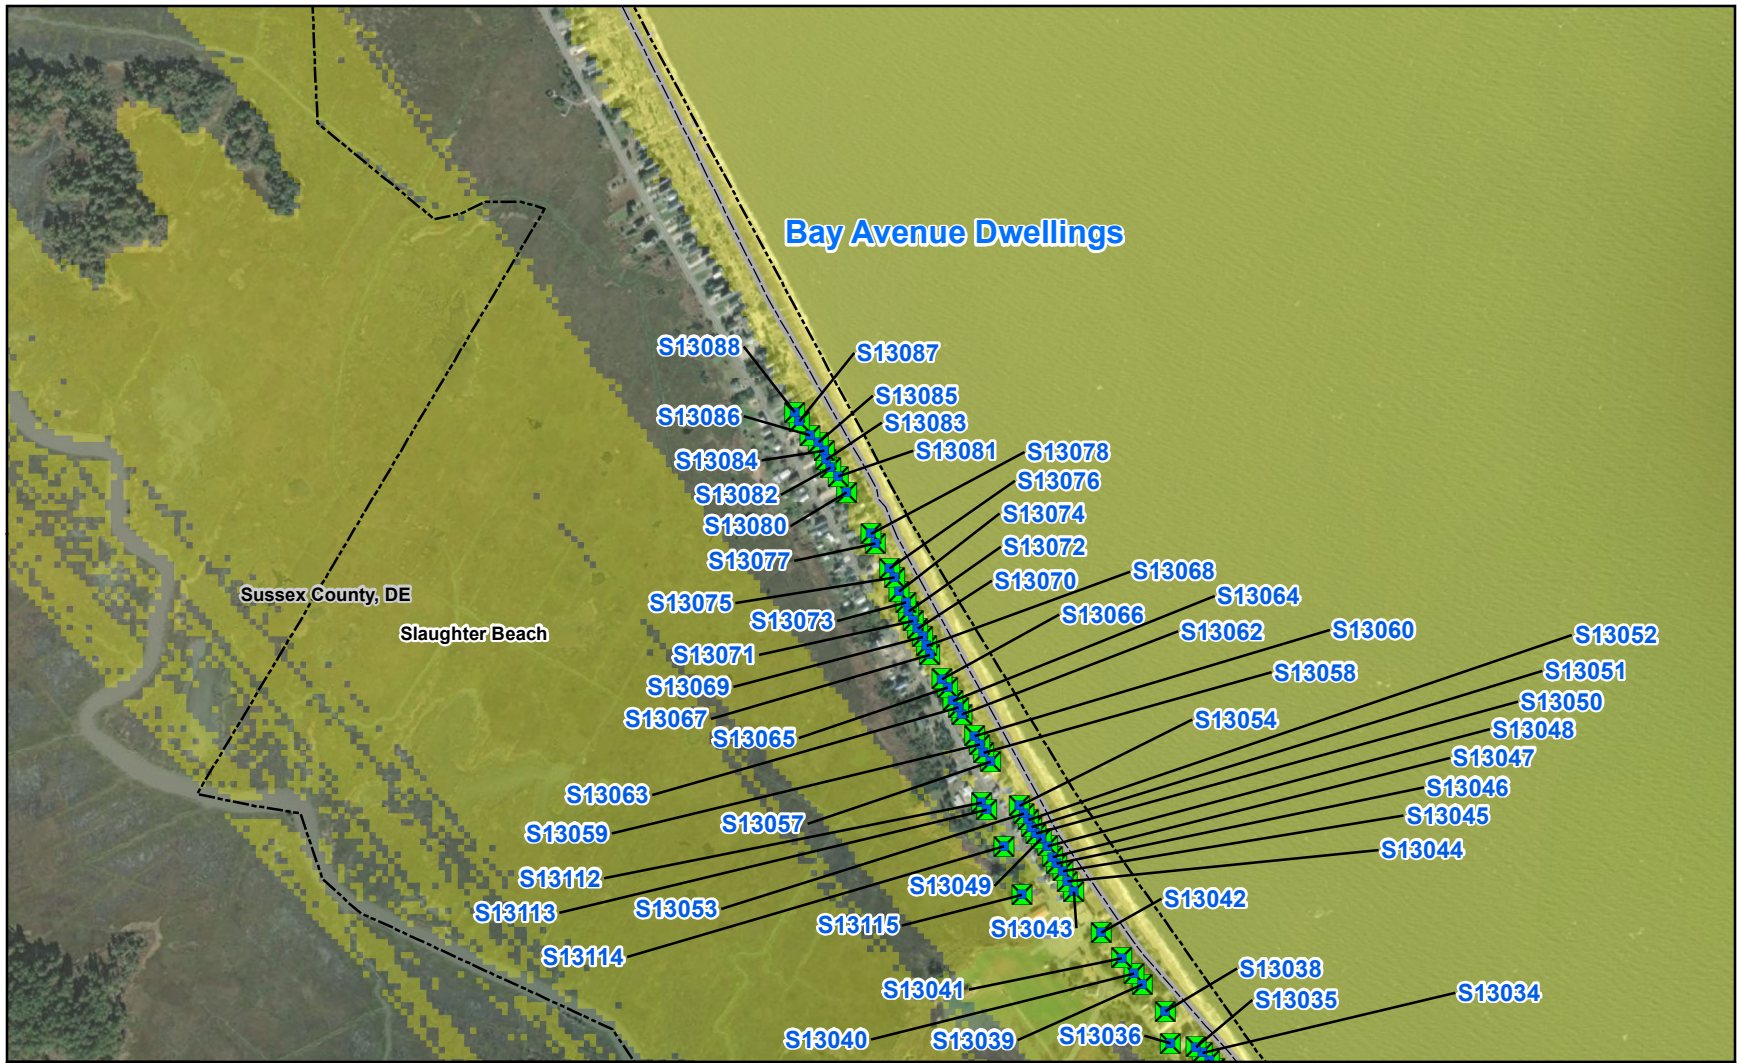 Bay Avenue Dwellings
S13088
S13087
S13085
S13086
S13083
S13081
S13078
S13084
S13076
S13082
S13074
S13080
S13072
S13077
S13068
S13070
Sussex County, DE
S13064
S13075
S13066
S13073
S13060
S13062
Slaughter Beach
S13052
S13071
S13051
S13058
S13069
S13050
S13067
S13054
S13048
S13065
S13047
S13046
S13063
S13045
S13057
S13059
S13044
S13112
S13049
S13042
S13053
S13113
S13115
S13043
S13114
S13038
S13041
S13034
S13035
S13036
S13040
S13039